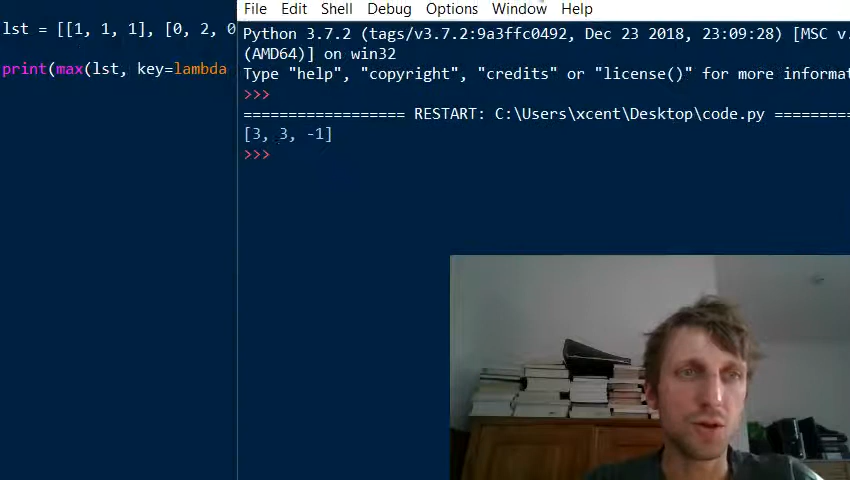 lst = [[1, 1, 1], [0, 2, 0
print(max(lst, key=lambda
File Edit Shell Debug Options Window Help
Python 3.7.2 (tags/v3.7.2:9a3ffc0492, Dec 23 2018, 23:09:28) [MSC v.
(AMD64)] on win32
Type "help", "copyright", "credits" or "license()" for more informat
>>>
================== RESTART: C:\Users\xcent\Desktop\code.py =========
[3, 3, -1]
>>>